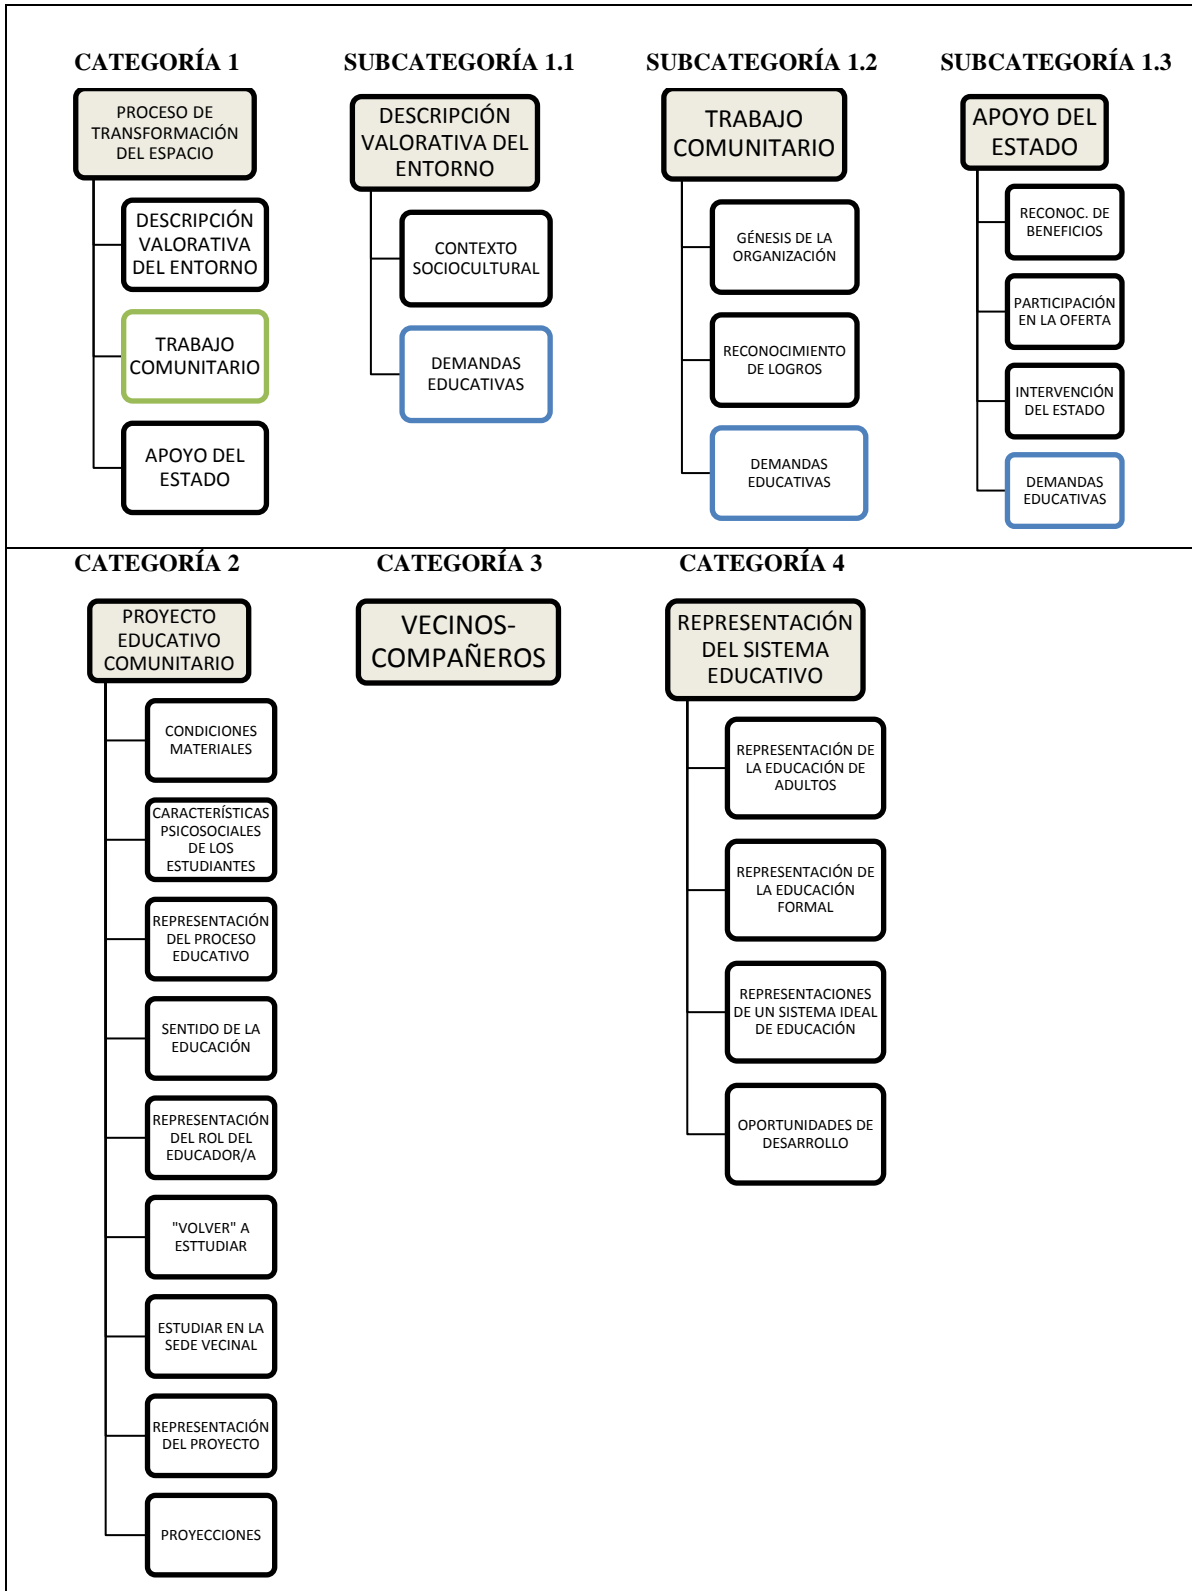 CATEGORÍA 1
PROCESO DE
TRANSFORMACIÓN
DEL ESPACIO
DESCRIPCIÓN
VALORATIVA
DEL ENTORNO
TRABAJO
COMUNITARIO
APOYO DEL
ESTADO
SUBCATEGORÍA 1.1
DESCRIPCIÓN
VALORATIVA DEL
ENTORNO
CONTEXTO
SOCIOCULTURAL
DEMANDAS
EDUCATIVAS
SUBCATEGORÍA 1.2
TRABAJO
COMUNITARIO
GÉNESIS DE LA
ORGANIZACIÓN
RECONOCIMIENTO
DE LOGROS
DEMANDAS
EDUCATIVAS
SUBCATEGORÍA 1.3
APOYO DEL
ESTADO
RECONOC. DE
BENEFICIOS
PARTICIPACIÓN
EN LA OFERTA
INTERVENCIÓN
DEL ESTADO
DEMANDAS
EDUCATIVAS
CATEGORÍA 2
PROYECTO
EDUCATIVO
COMUNITARIO
CONDICIONES
MATERIALES
CARACTERÍSTICAS
PSICOSOCIALES
DE LOS
ESTUDIANTES
REPRESENTACIÓN
DEL PROCESO
EDUCATIVO
SENTIDO DE LA
EDUCACIÓN
REPRESENTACIÓN
DEL ROL DEL
EDUCADOR/A
"VOLVER" A
ESTTUDIAR
ESTUDIAR EN LA
SEDE VECINAL
REPRESENTACIÓN
DEL PROYECTO
PROYECCIONES
CATEGORÍA 3
VECINOS-
COMPAÑEROS
CATEGORÍA 4
REPRESENTACIÓN
DEL SISTEMA
EDUCATIVO
REPRESENTACIÓN DE
LA EDUCACIÓN DE
ADULTOS
REPRESENTACIÓN DE
LA EDUCACIÓN
FORMAL
REPRESENTACIONES
DE UN SISTEMA IDEAL
DE EDUCACIÓN
OPORTUNIDADES DE
DESARROLLO